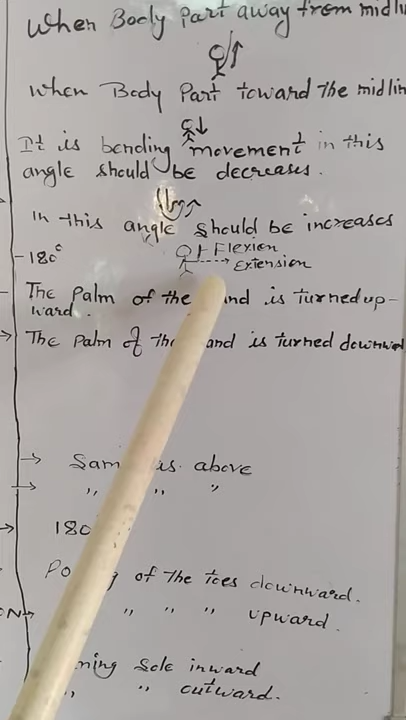 When Body Part away from midli
When Body Part toward the midlin
It is bending movement in this
angle should be decreases.
In this angle should be increases
-180°
Flexion
Extension
The Palm of the and is turned up-
ward.
→ The Palm of the and is turned downwa
→ Sam as above
→ ,, ,, ,,
→ 180
Po g of the toes downward.
ON→ ,, ,, ,, upward.
ning Sole inward
,, ,, outward.